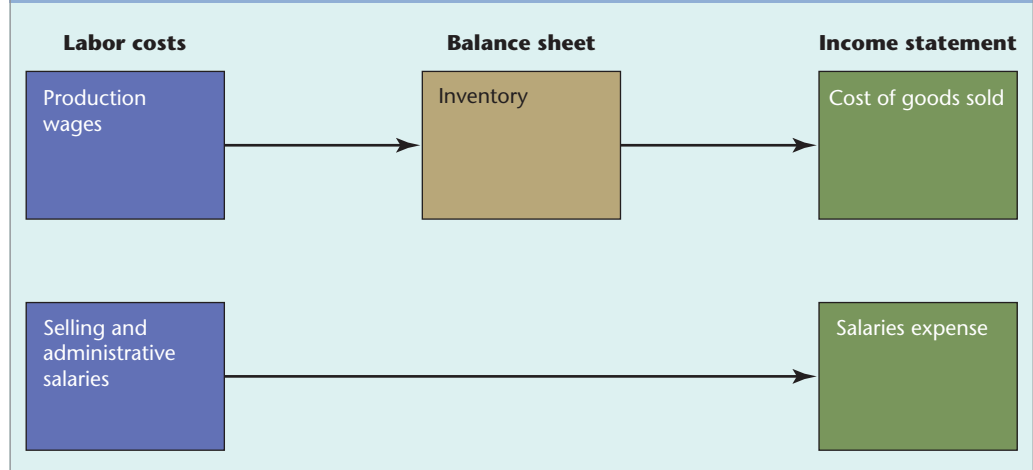 Labor costs
Balance sheet
Income statement
Production
wages
Inventory
Cost of goods sold
Selling and
administrative
salaries
Salaries expense